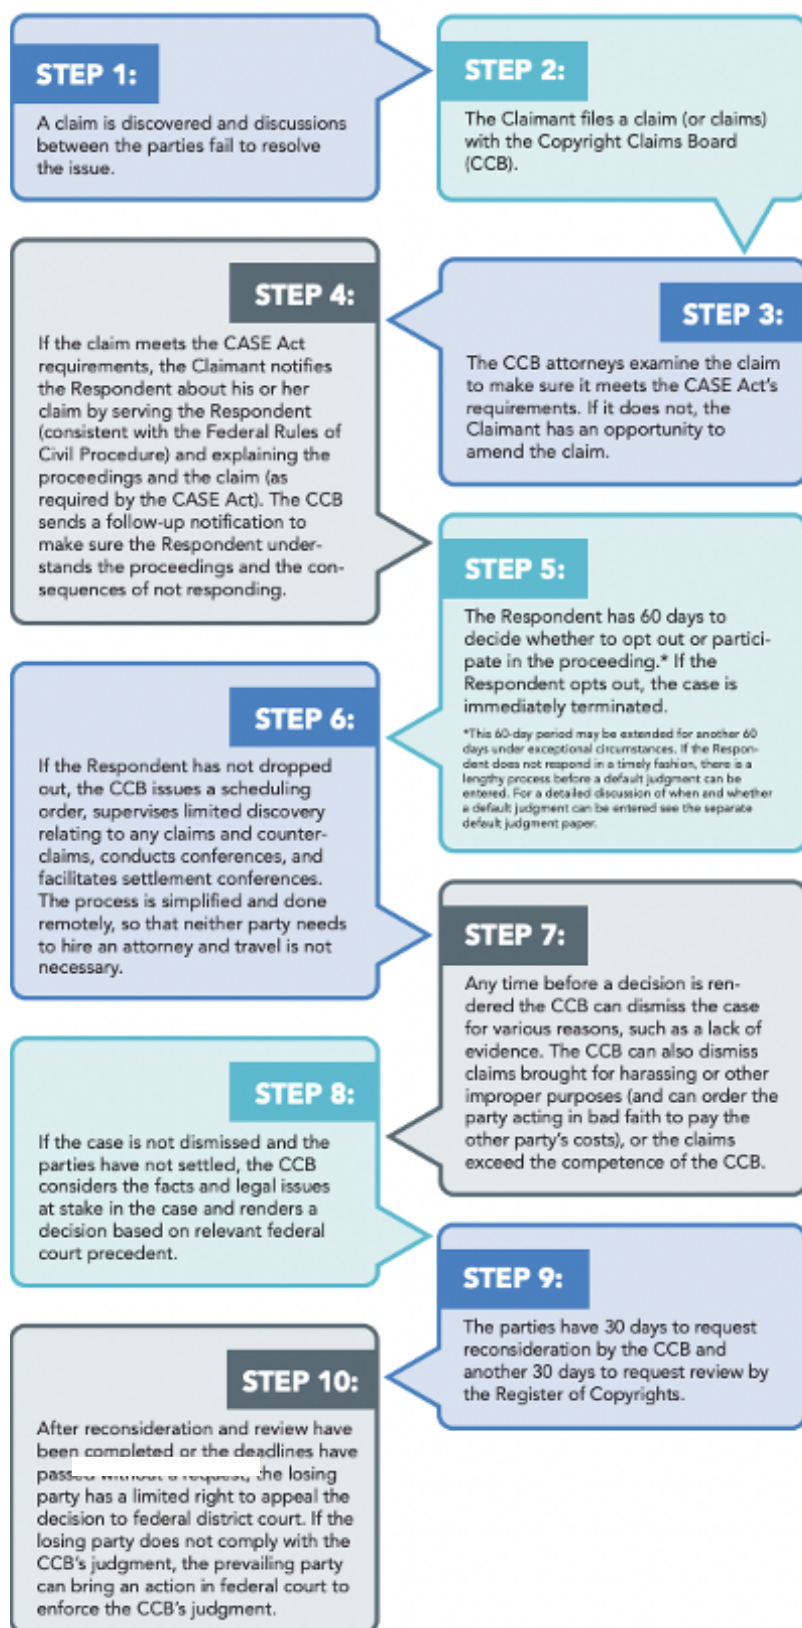 STEP 1:
A claim is discovered and discussions
between the parties fail to resolve
the issue.
STEP 2:
The Claimant files a claim (or claims)
with the Copyright Claims Board
(CCB).
STEP 3:
The CCB attorneys examine the claim
to make sure it meets the CASE Act's
requirements. If it does not, the
Claimant has an opportunity to
amend the claim.
STEP 4:
If the claim meets the CASE Act
requirements, the Claimant notifies
the Respondent about his or her
claim by serving the Respondent
(consistent with the Federal Rules of
Civil Procedure) and explaining the
proceedings and the claim (as
required by the CASE Act). The CCB
sends a follow-up notification to
make sure the Respondent under-
stands the proceedings and the con-
sequences of not responding.
STEP 5:
The Respondent has 60 days to
decide whether to opt out or partici-
pate in the proceeding.* If the
Respondent opts out, the case is
immediately terminated.
*This 60-day period may be extended for another 60
days under exceptional circumstances. If the Respon-
dent does not respond in a timely fashion, there is a
lengthy process before a default judgment can be
entered. For a detailed discussion of when and whether
a default judgment can be entered see the separate
default judgment paper.
STEP 6:
If the Respondent has not dropped
out, the CCB issues a scheduling
order, supervises limited discovery
relating to any claims and counter-
claims, conducts conferences, and
facilitates settlement conferences.
The process is simplified and done
remotely, so that neither party needs
to hire an attorney and travel is not
necessary.
STEP 7:
Any time before a decision is ren-
dered the CCB can dismiss the case
for various reasons, such as a lack of
evidence. The CCB can also dismiss
claims brought for harassing or other
improper purposes (and can order the
party acting in bad faith to pay the
other party's costs), or the claims
exceed the competence of the CCB.
STEP 8:
If the case is not dismissed and the
parties have not settled, the CCB
considers the facts and legal issues
at stake in the case and renders a
decision based on relevant federal
court precedent.
STEP 9:
The parties have 30 days to request
reconsideration by the CCB and
another 30 days to request review by
the Register of Copyrights.
STEP 10:
After reconsideration and review have
been completed or the deadlines have
the losing
party has a limited right to appeal the
decision to federal district court. If the
losing party does not comply with the
CCB's judgment, the prevailing party
can bring an action in federal court to
enforce the CCB's judgment.